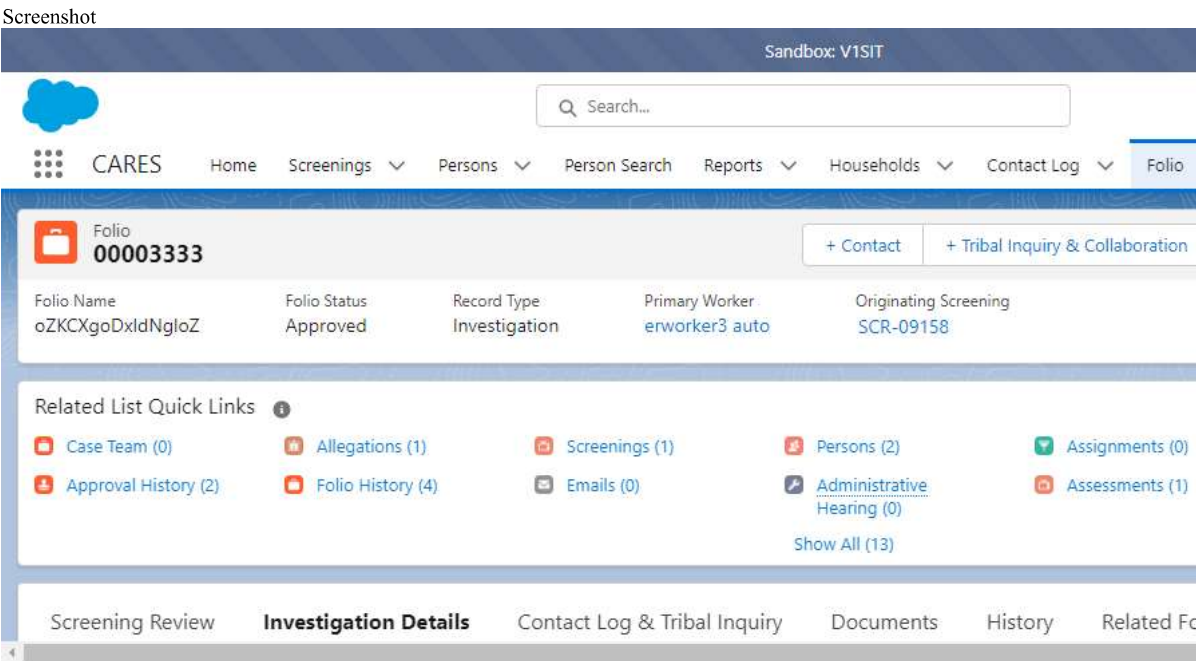 Screenshot
Sandbox: V1SIT
Search...
CARES Home Screenings Persons Person Search Reports Households Contact Log Folio
Folio
00003333
+ Contact + Tribal Inquiry & Collaboration
Folio Name Folio Status Record Type Primary Worker Originating Screening
oZKCXgoDxIdNgIoZ Approved Investigation erworker3 auto SCR-09158
Related List Quick Links
Case Team (0) Allegations (1) Screenings (1) Persons (2) Assignments (0)
Approval History (2) Folio History (4) Emails (0) Administrative Hearing (0) Assessments (1)
Show All (13)
Screening Review Investigation Details Contact Log & Tribal Inquiry Documents History Related Fo